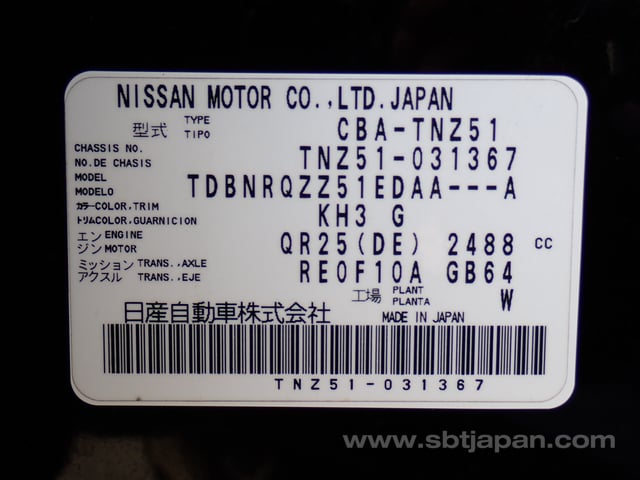 NISSAN MOTOR CO.,LTD.JAPAN
型式 TYPE TIPO CBA-TNZ51
CHASSIS NO. NO.DE CHASIS TNZ51-031367
MODEL MODELO TDBNRQZZ51EDAA---A
カラーCOLOR,TRIM トリムCOLOR,GUARNICION KH3 G
エンジン ENGINE MOTOR QR25(DE) 2488 CC
ミッション TRANS.,AXLE アクスル TRANS.,EJE RE0F10A GB64
工場 PLANT PLANTA W
日産自動車株式会社 MADE IN JAPAN
TNZ51-031367
www.sbtjapan.com